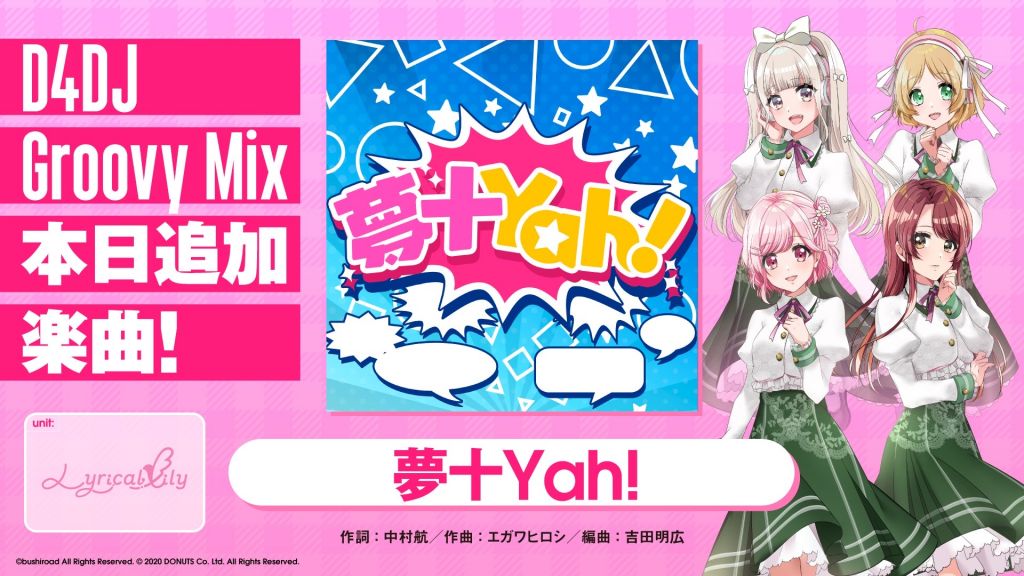 D4DJ
Groovy Mix
本日追加
楽曲!
夢十Yah!
unit:
Lyrical Lily
夢十Yah!
作詞：中村航／作曲：エガワヒロシ／編曲：吉田明広
©bushiroad All Rights Reserved. © 2020 DONUTS Co. Ltd. All Rights Reserved.